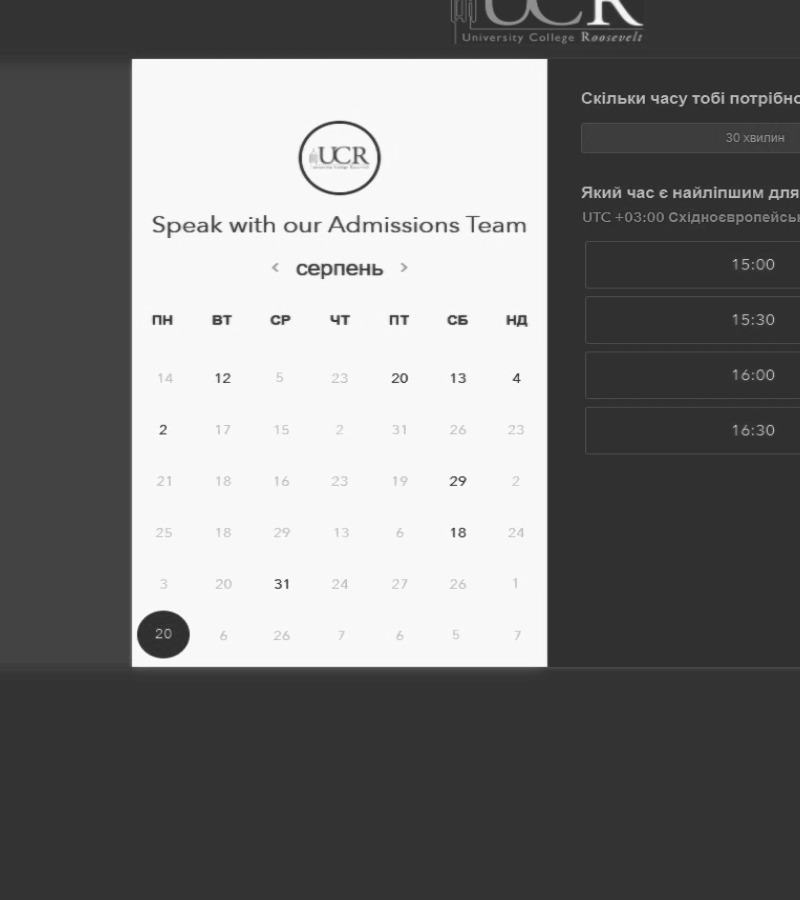 UCR
University College Roosevelt
UCR
Speak with our Admissions Team
< серпень >
ПН ВТ СР ЧТ ПТ СБ НД
14 12 5 23 20 13 4
2 17 15 2 31 26 23
21 18 16 23 19 29 2
25 18 29 13 6 18 24
3 20 31 24 27 26 1
20 6 26 7 6 5 7
Скільки часу тобі потрібно
30 хвилин
Який час є найліпшим для
UTC +03:00 Східноєвропейсь
15:00
15:30
16:00
16:30